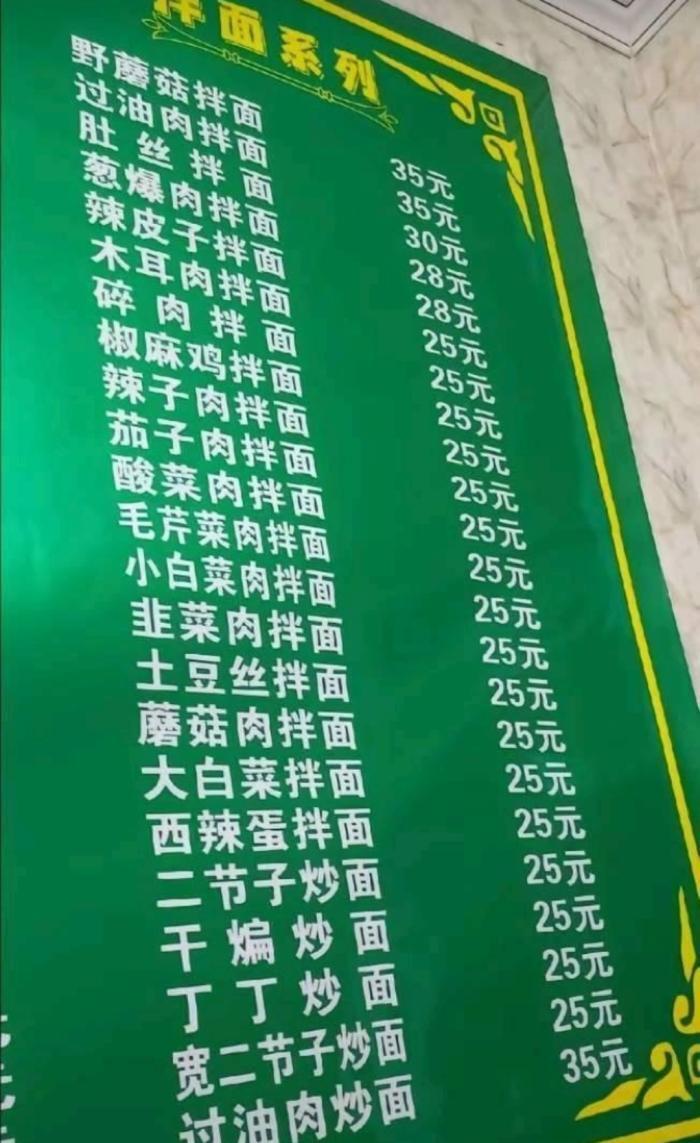 拌面系列
野蘑菇拌面 35元
过油肉拌面 35元
肚丝拌面 30元
葱爆肉拌面 28元
辣皮子拌面 28元
木耳肉拌面 25元
碎肉拌面 25元
椒麻鸡拌面 25元
辣子肉拌面 25元
茄子肉拌面 25元
酸菜肉拌面 25元
毛芹菜肉拌面 25元
小白菜肉拌面 25元
韭菜肉拌面 25元
土豆丝拌面 25元
蘑菇肉拌面 25元
大白菜拌面 25元
西辣蛋拌面 25元
二节子炒面 25元
干煸炒面 25元
丁丁炒面 25元
宽二节子炒面 25元
过油肉炒面 35元